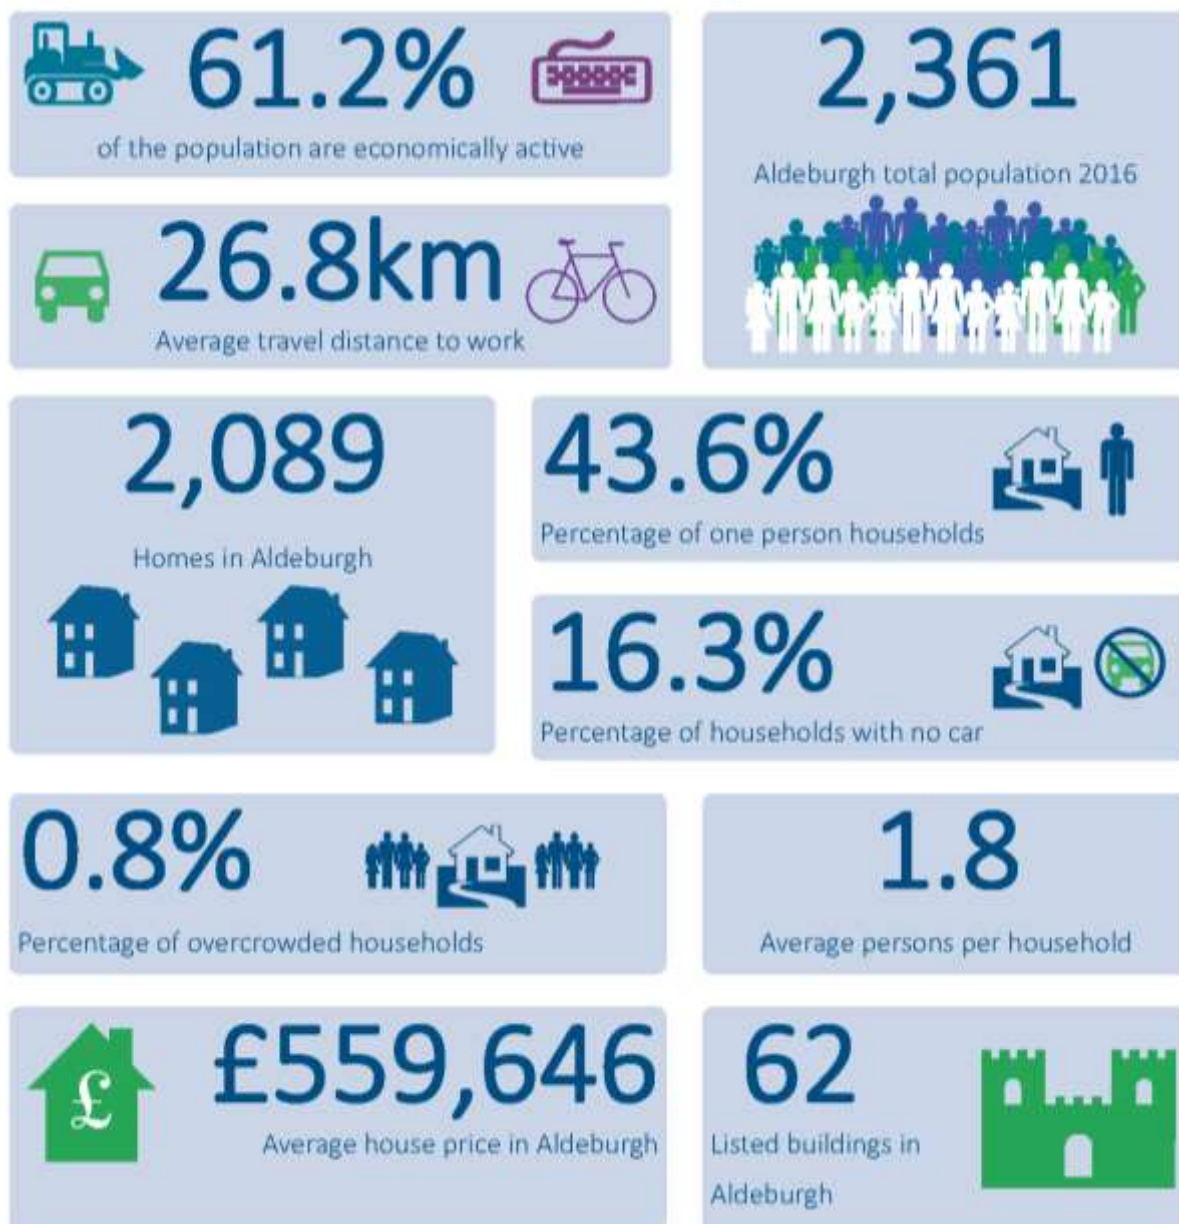 61.2%
of the population are economically active
2,361
Aldeburgh total population 2016
26.8km
Average travel distance to work
2,089
Homes in Aldeburgh
43.6%
Percentage of one person households
16.3%
Percentage of households with no car
0.8%
Percentage of overcrowded households
1.8
Average persons per household
£
£559,646
Average house price in Aldeburgh
62
Listed buildings in
Aldeburgh